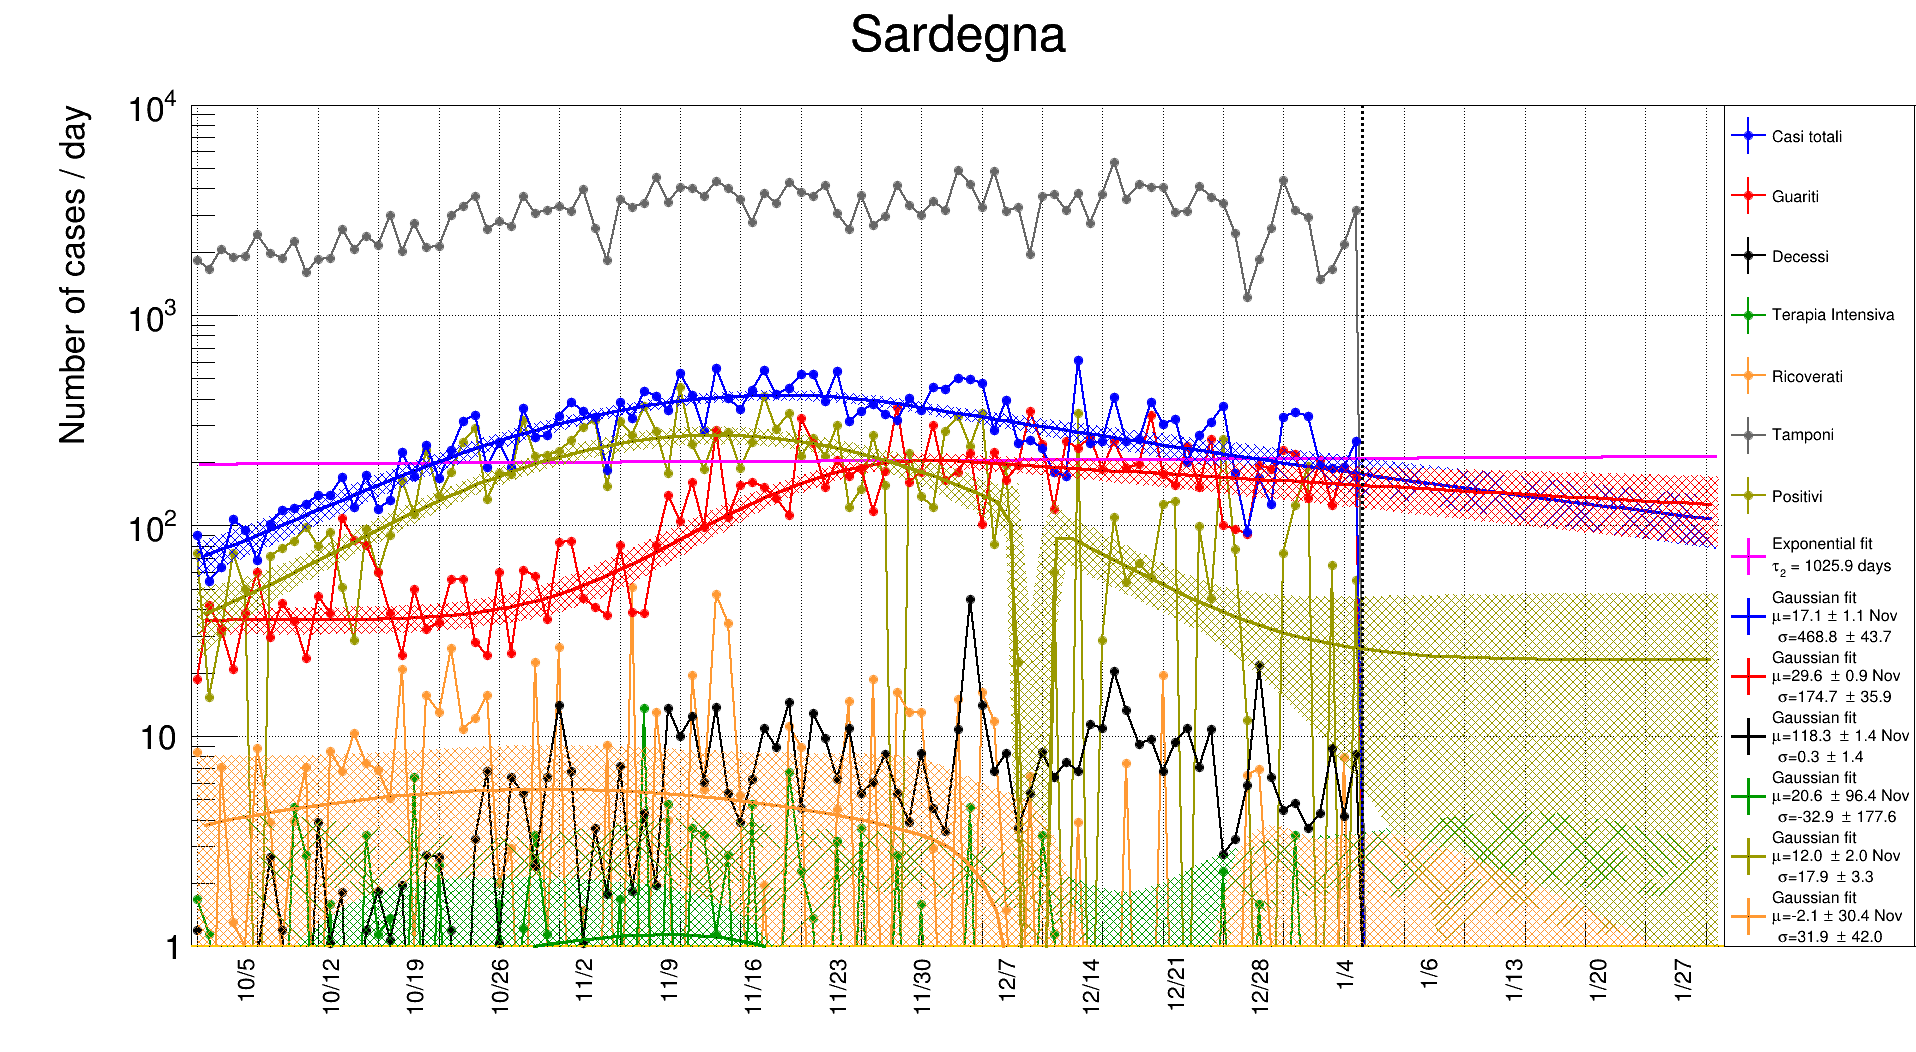 Sardegna
Number of cases / day
10^4
10^3
10^2
10
1
10/5
10/12
10/19
10/26
11/2
11/9
11/16
11/23
11/30
12/7
12/14
12/21
12/28
1/4
1/6
1/13
1/20
1/27
Casi totali
Guariti
Decessi
Terapia Intensiva
Ricoverati
Tamponi
Positivi
Exponential fit
τ₂ = 1025.9 days
Gaussian fit
μ=17.1 ± 1.1 Nov
σ=468.8 ± 43.7
Gaussian fit
μ=29.6 ± 0.9 Nov
σ=174.7 ± 35.9
Gaussian fit
μ=118.3 ± 1.4 Nov
σ=0.3 ± 1.4
Gaussian fit
μ=20.6 ± 96.4 Nov
σ=-32.9 ± 177.6
Gaussian fit
μ=12.0 ± 2.0 Nov
σ=17.9 ± 3.3
Gaussian fit
μ=-2.1 ± 30.4 Nov
σ=31.9 ± 42.0